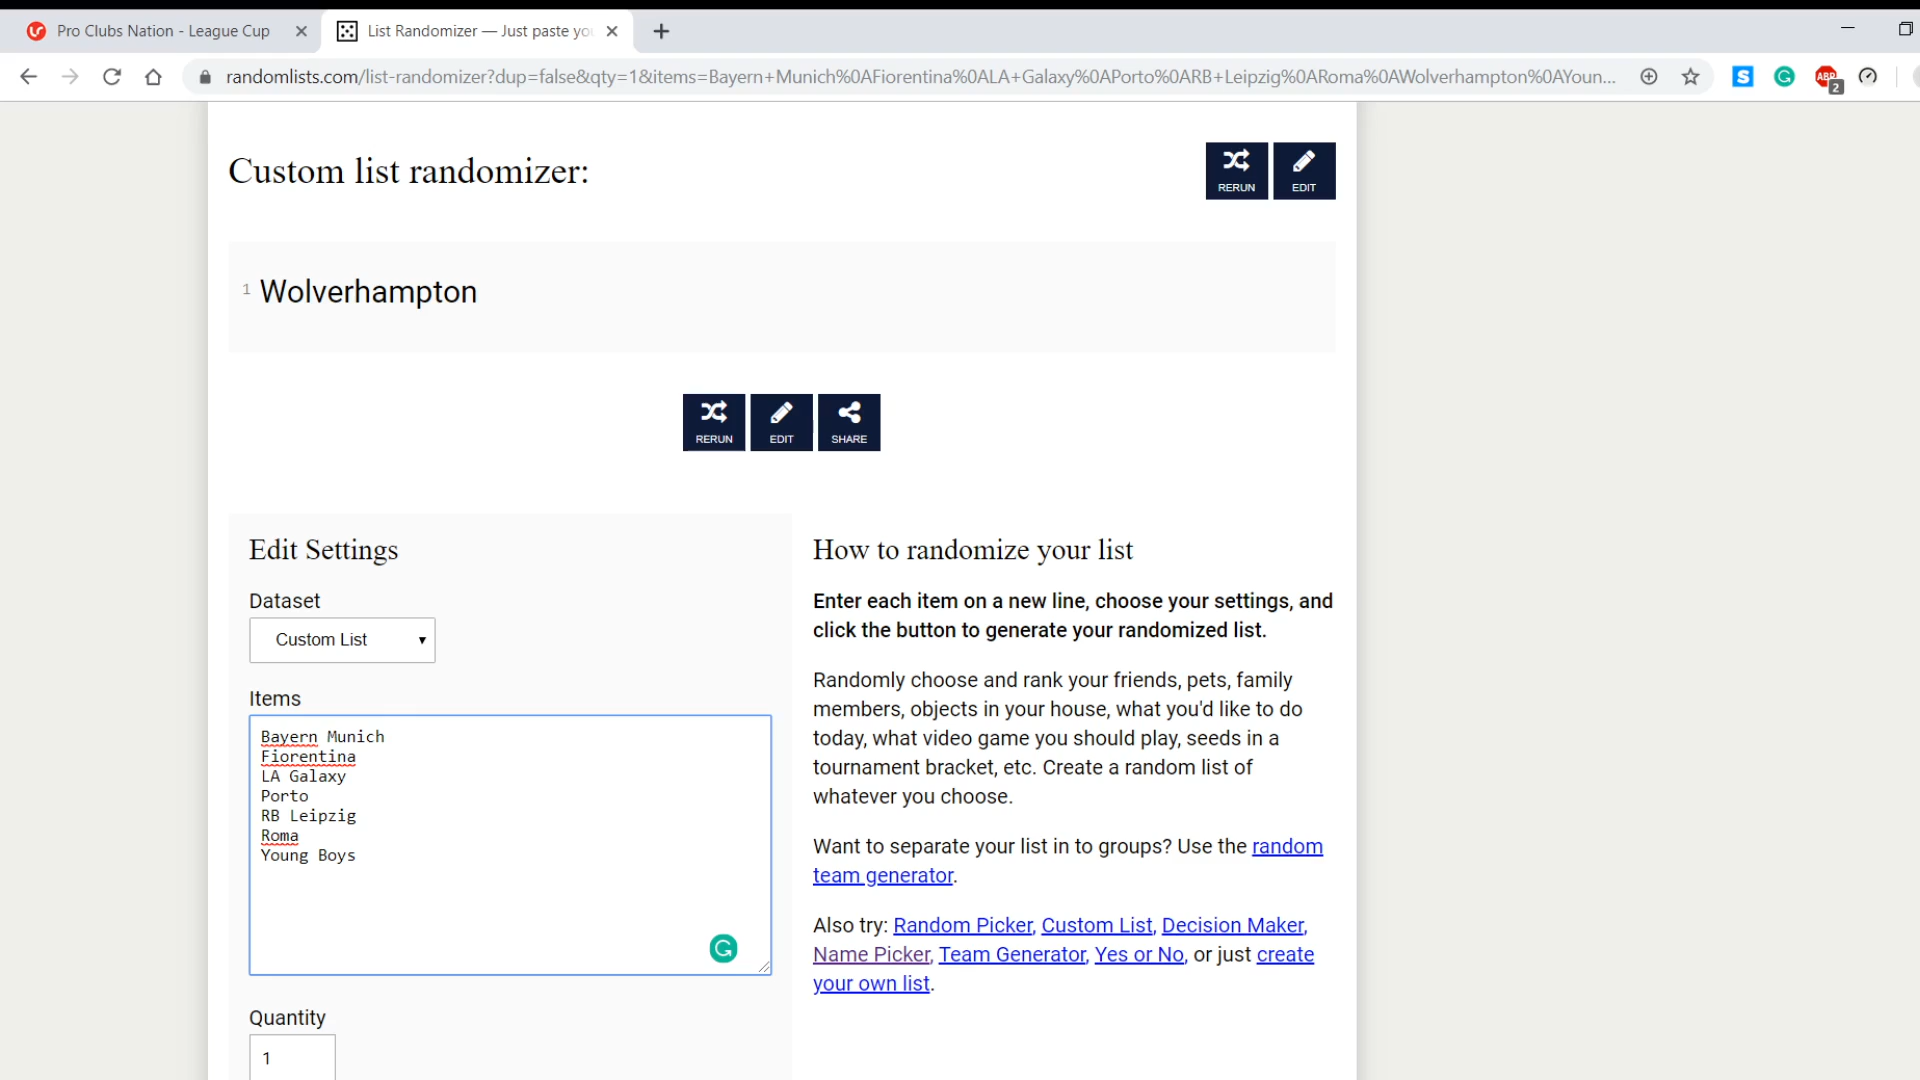 Pro Clubs Nation - League Cup
List Randomizer — Just paste you
randomlists.com/list-randomizer?dup=false&qty=1&items=Bayern+Munich%0AFiorentina%0ALA+Galaxy%0APorto%0ARB+Leipzig%0ARoma%0AWolverhampton%0AYoun...
S
G
ABP
2
Custom list randomizer:
RERUN
EDIT
1 Wolverhampton
RERUN
EDIT
SHARE
Edit Settings
Dataset
Custom List
Items
Bayern Munich
Fiorentina
LA Galaxy
Porto
RB Leipzig
Roma
Young Boys
G
Quantity
1
How to randomize your list
Enter each item on a new line, choose your settings, and
click the button to generate your randomized list.
Randomly choose and rank your friends, pets, family
members, objects in your house, what you'd like to do
today, what video game you should play, seeds in a
tournament bracket, etc. Create a random list of
whatever you choose.
Want to separate your list in to groups? Use the random
team generator.
Also try: Random Picker, Custom List, Decision Maker,
Name Picker, Team Generator, Yes or No, or just create
your own list.